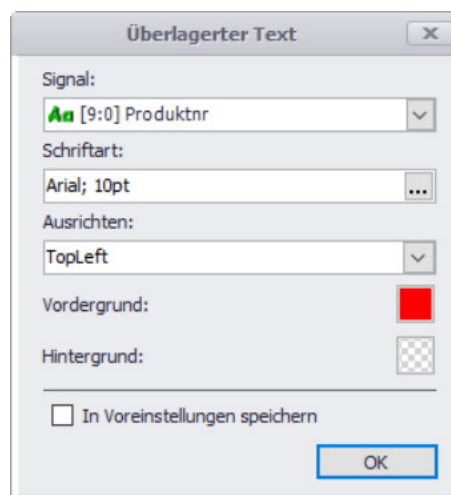 Überlagerter Text
Signal:
Aa [9:0] Produktnr
Schriftart:
Arial; 10pt
...
Ausrichten:
TopLeft
Vordergrund:
Hintergrund:
In Voreinstellungen speichern
OK